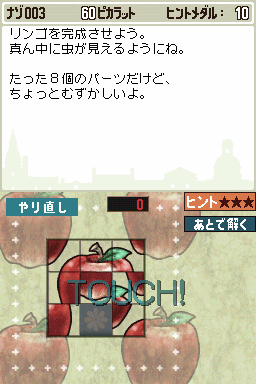 ナゾ003 60ピカラット ヒントメダル： 10
リンゴを完成させよう。
真ん中に虫が見えるようにね。
たった８個のパーツだけど、
ちょっとむずかしいよ。
やり直し 0 ヒント★★★
あとで解く
TOUCH!